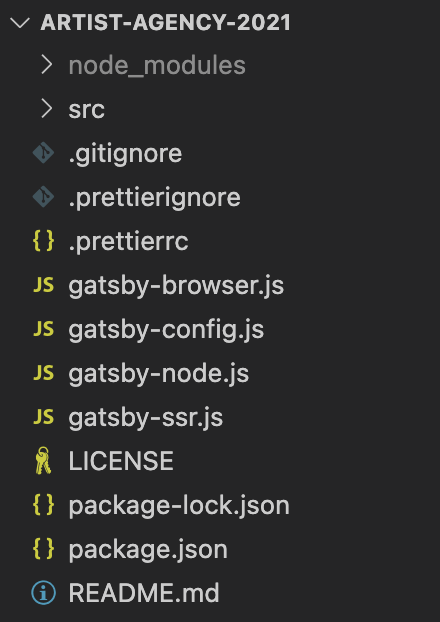 ARTIST-AGENCY-2021
node_modules
src
.gitignore
.prettierignore
{} .prettierrc
JS gatsby-browser.js
JS gatsby-config.js
JS gatsby-node.js
JS gatsby-ssr.js
LICENSE
{} package-lock.json
{} package.json
README.md